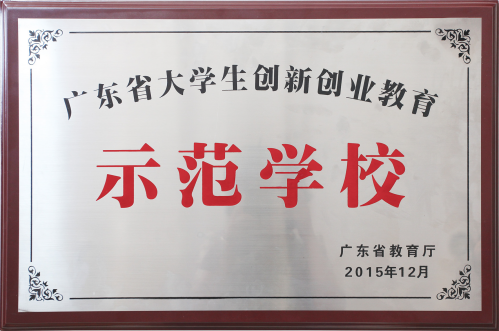 广东省大学生创新创业教育
示范学校
广东省教育厅
2015年12月